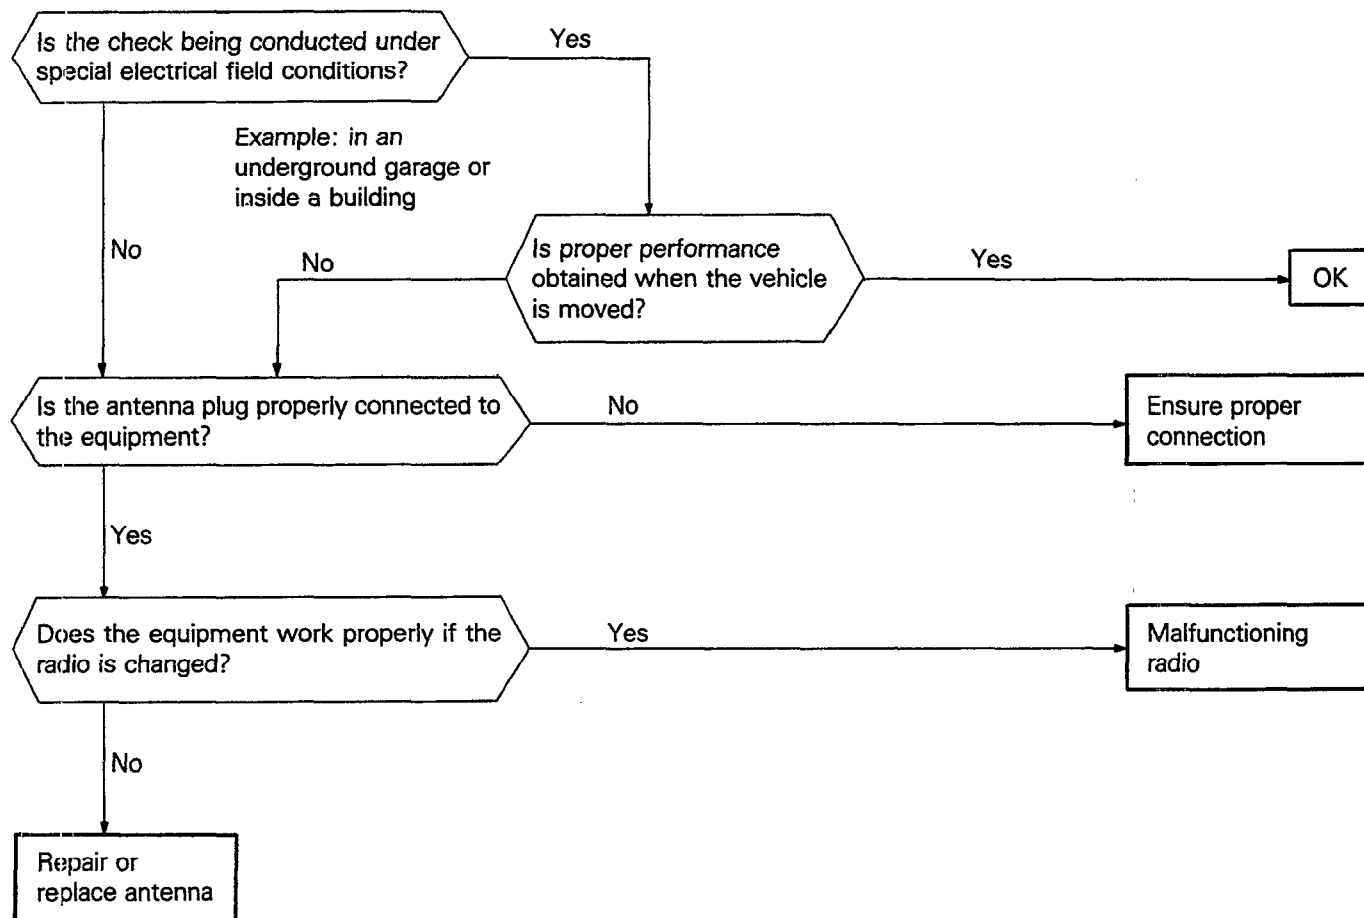 Is the check being conducted under
special electrical field conditions?
Yes
Example: in an
underground garage or
inside a building
No
Is proper performance
obtained when the vehicle
is moved?
No
Yes
OK
Is the antenna plug properly connected to
the equipment?
No
Ensure proper
connection
Yes
Does the equipment work properly if the
radio is changed?
Yes
Malfunctioning
radio
No
Repair or
replace antenna